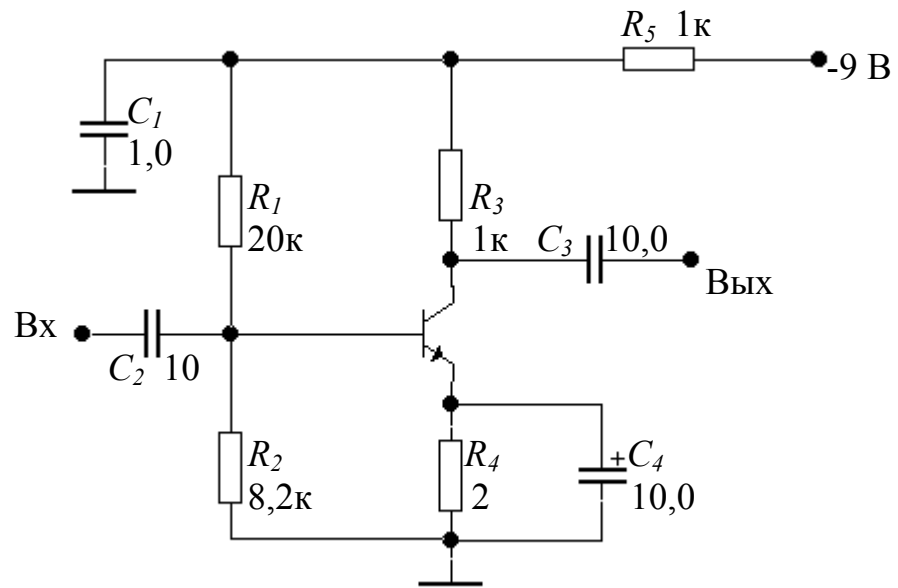 R5 1к
-9 В
C1
1,0
R1
20к
R3
1к
C3 10,0
Вых
Вх
C2 10
R2
8,2к
R4
2
+C4
10,0